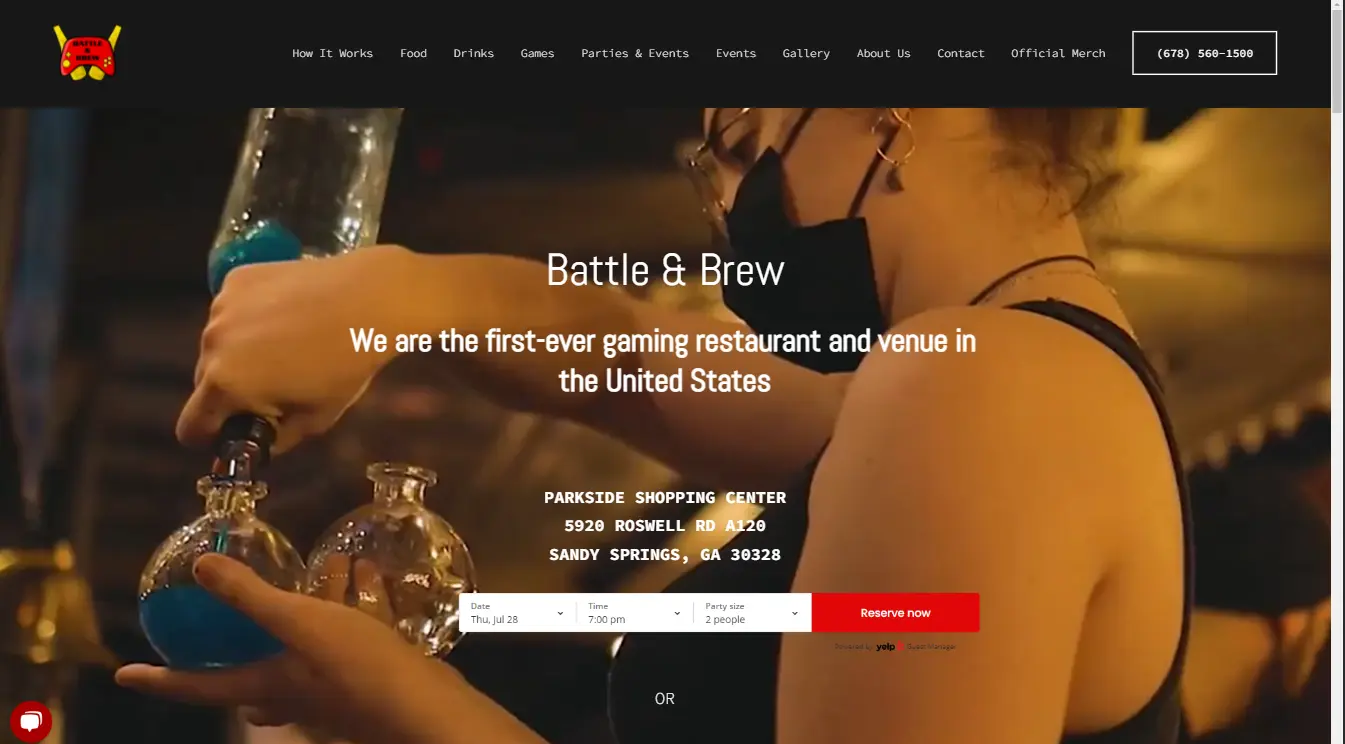 BATTLE
&
BREW
How It Works Food Drinks Games Parties & Events Events Gallery About Us Contact Official Merch (678) 560-1500
Battle & Brew
We are the first-ever gaming restaurant and venue in
the United States
PARKSIDE SHOPPING CENTER
5920 ROSWELL RD A120
SANDY SPRINGS, GA 30328
Date Time Party size
Thu, Jul 28 7:00 pm 2 people Reserve now
Powered by yelp Guest Manager
OR